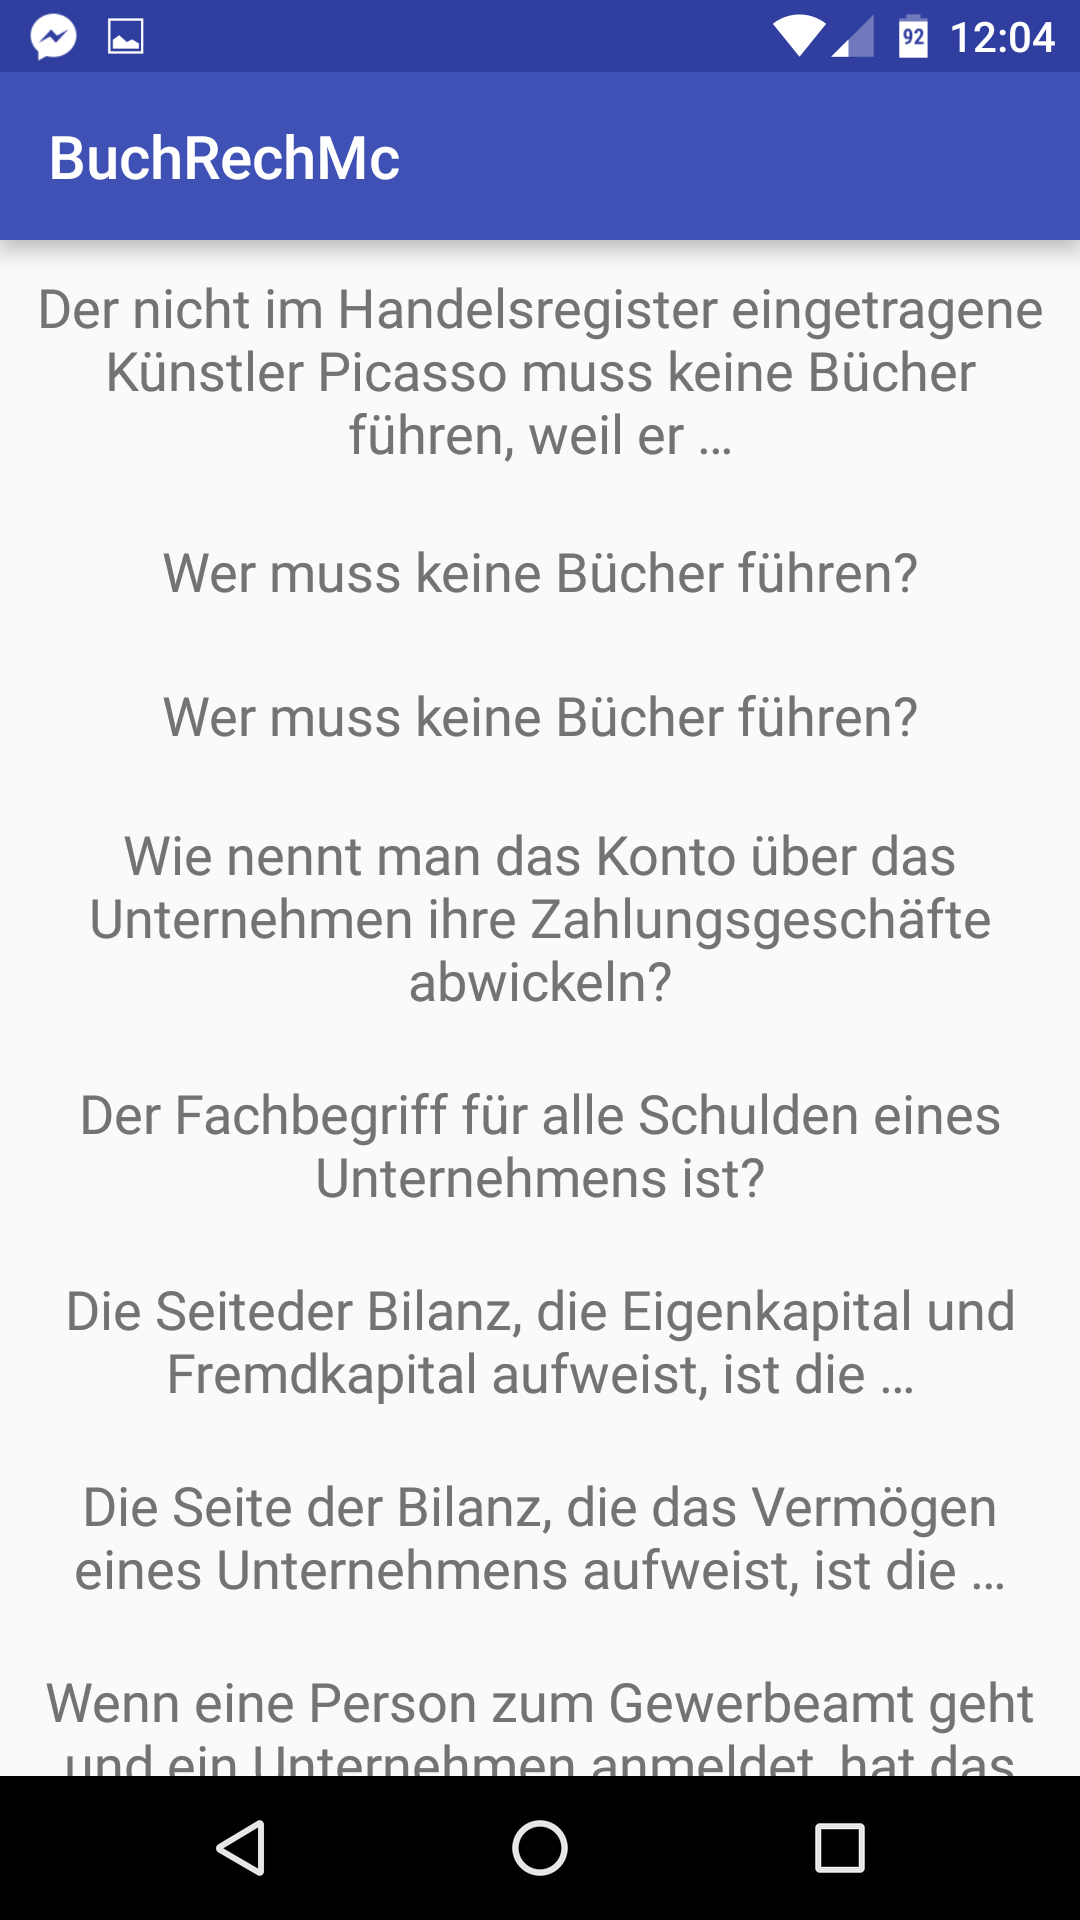 92 12:04
BuchRechMc
Der nicht im Handelsregister eingetragene
Künstler Picasso muss keine Bücher
führen, weil er ...
Wer muss keine Bücher führen?
Wer muss keine Bücher führen?
Wie nennt man das Konto über das
Unternehmen ihre Zahlungsgeschäfte
abwickeln?
Der Fachbegriff für alle Schulden eines
Unternehmens ist?
Die Seiteder Bilanz, die Eigenkapital und
Fremdkapital aufweist, ist die ...
Die Seite der Bilanz, die das Vermögen
eines Unternehmens aufweist, ist die ...
Wenn eine Person zum Gewerbeamt geht
und ein Unternehmen anmeldet, hat das